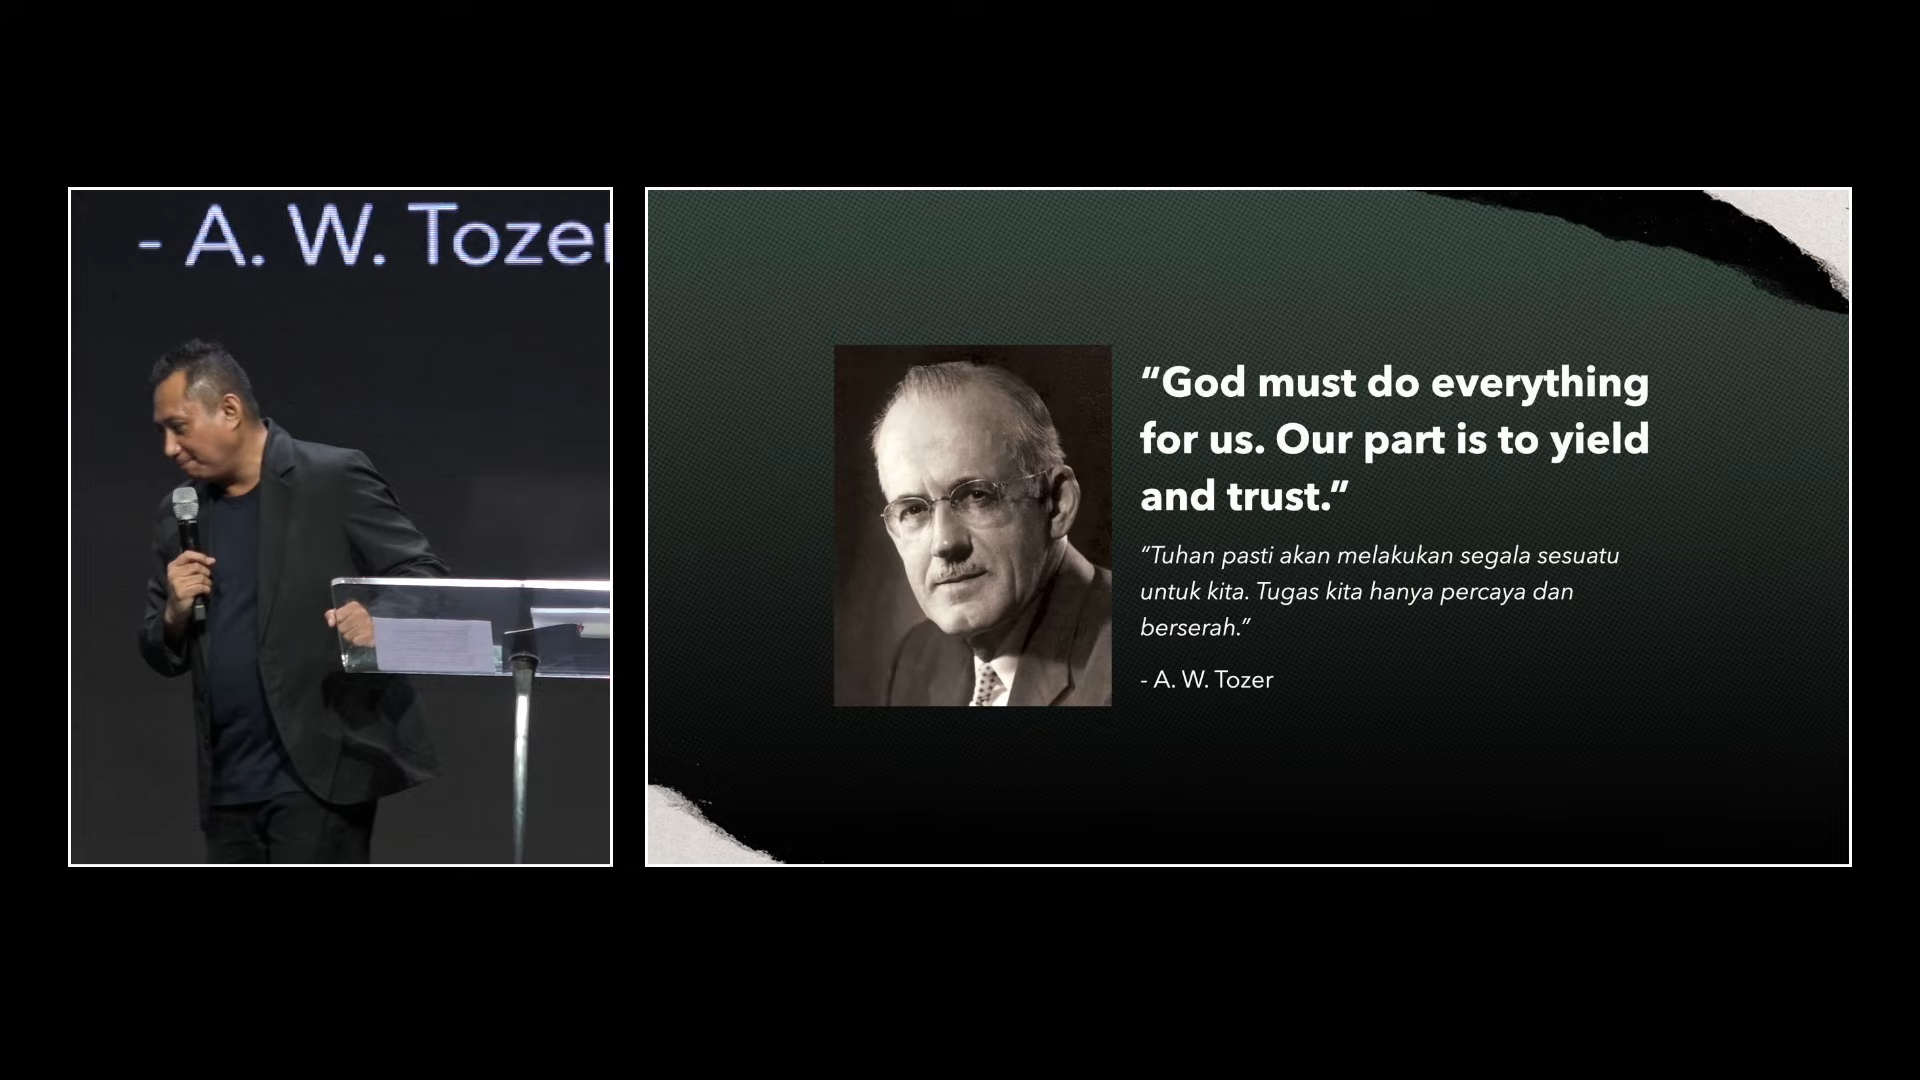 - A. W. Tozer
“God must do everything
for us. Our part is to yield
and trust.”
“Tuhan pasti akan melakukan segala sesuatu
untuk kita. Tugas kita hanya percaya dan
berserah.”
- A. W. Tozer